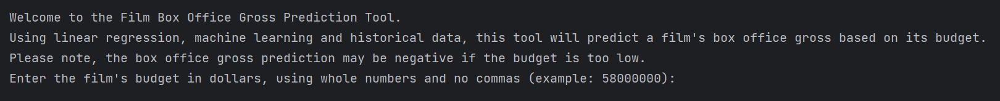 Welcome to the Film Box Office Gross Prediction Tool.
Using linear regression, machine learning and historical data, this tool will predict a film's box office gross based on its budget.
Please note, the box office gross prediction may be negative if the budget is too low.
Enter the film's budget in dollars, using whole numbers and no commas (example: 58000000):